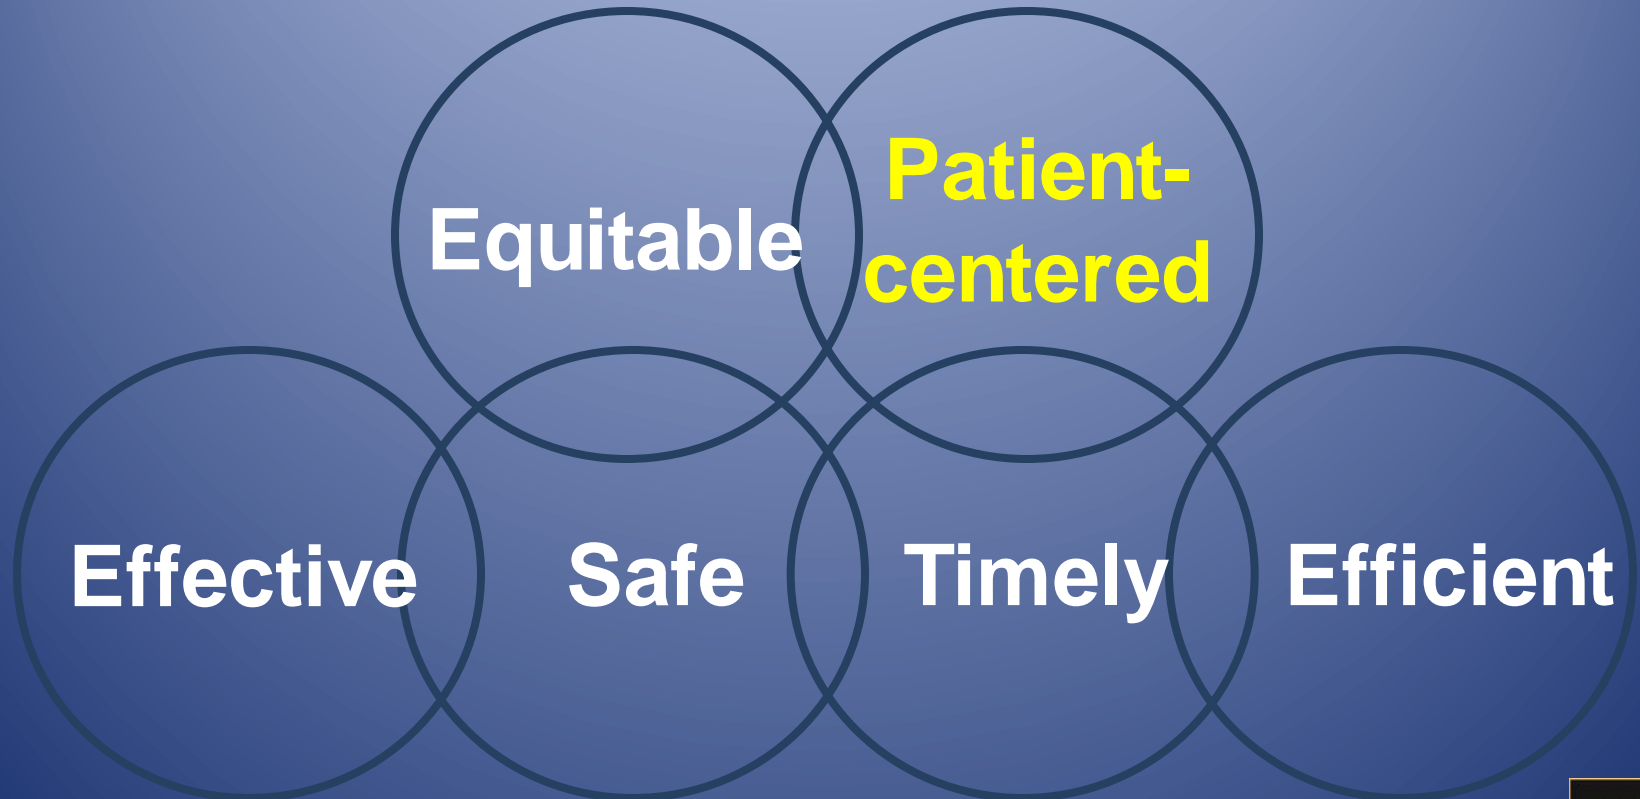 Equitable
Patient-
centered
Effective
Safe
Timely
Efficient